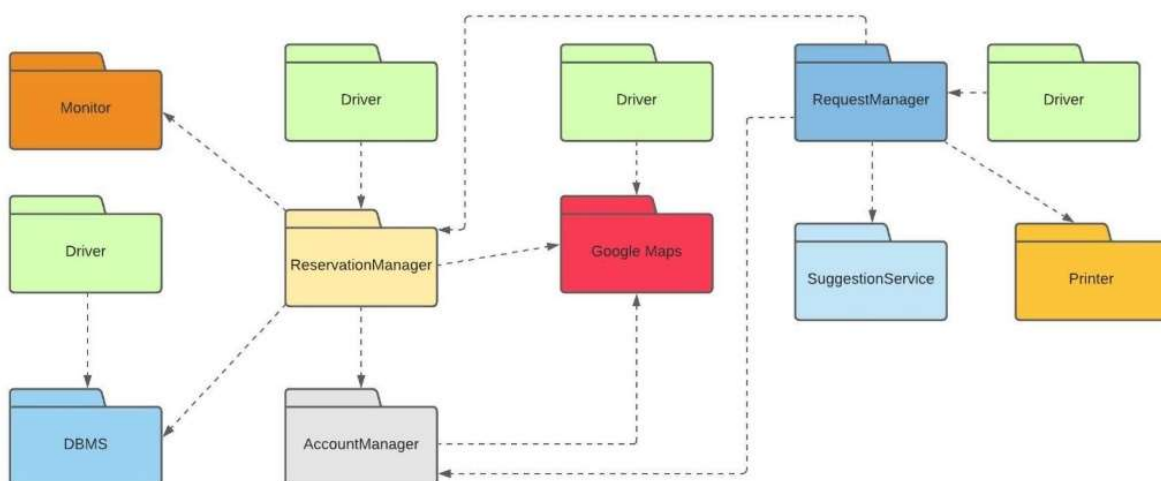 Monitor
Driver
Driver
RequestManager
Driver
Driver
ReservationManager
Google Maps
SuggestionService
Printer
DBMS
AccountManager